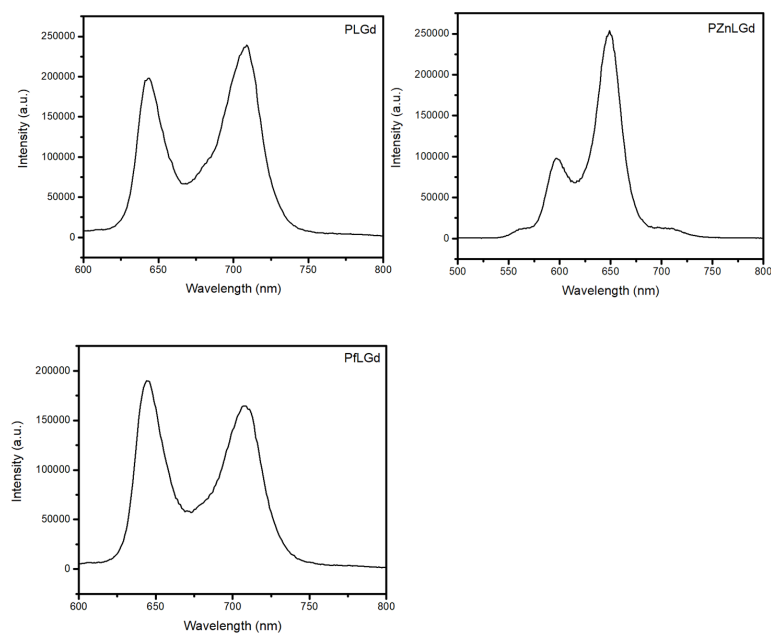 PLGd
250000
200000
150000
100000
50000
0
Intensity (a.u.)
600 650 700 750 800
Wavelength (nm)
PZnLGd
250000
200000
150000
100000
50000
0
Intensity (a.u.)
500 550 600 650 700 750 800
Wavelength (nm)
PfLGd
200000
150000
100000
50000
0
Intensity (a.u.)
600 650 700 750 800
Wavelength (nm)